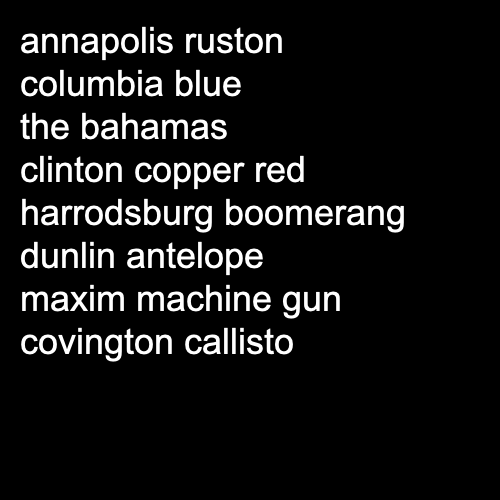 annapolis ruston
columbia blue
the bahamas
clinton copper red
harrodsburg boomerang
dunlin antelope
maxim machine gun
covington callisto